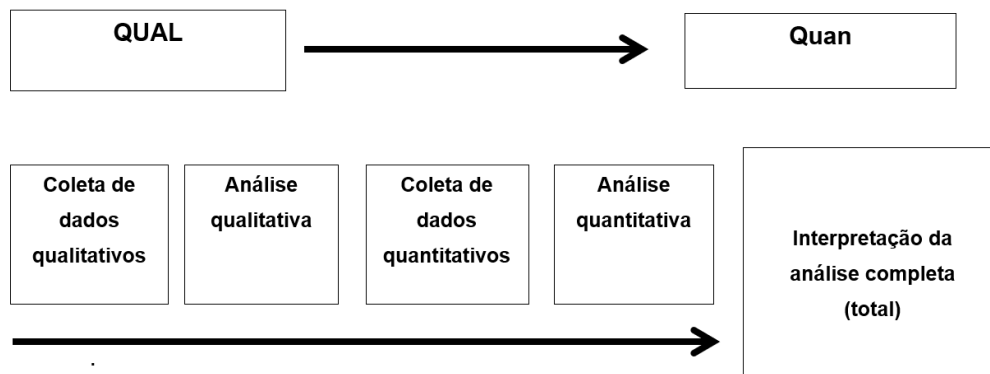 QUAL
Quan
Coleta de
dados
qualitativos
Análise
qualitativa
Coleta de
dados
quantitativos
Análise
quantitativa
Interpretação da
análise completa
(total)
.